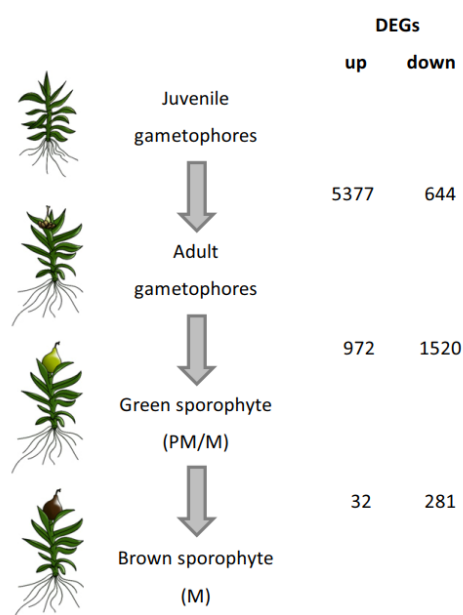 DEGs
up down
Juvenile
gametophores
5377 644
Adult
gametophores
972 1520
Green sporophyte
(PM/M)
32 281
Brown sporophyte
(M)